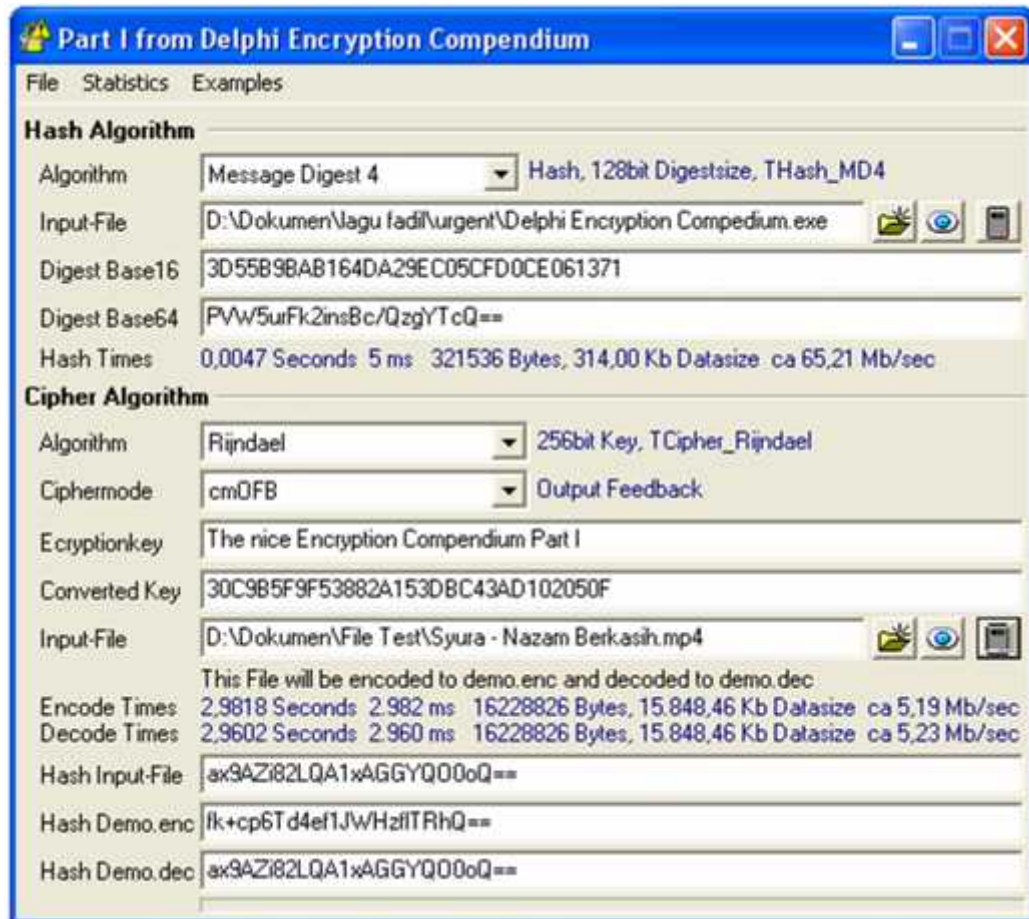 Part I from Delphi Encryption Compendium
File Statistics Examples
Hash Algorithm
Algorithm Message Digest 4 Hash, 128bit Digestsize, THash_MD4
Input-File D:\Dokumen\lagu fadil\urgent\Delphi Encryption Compedium.exe
Digest Base16 3D55B9BAB164DA29EC05CFD0CE061371
Digest Base64 PVW5urFk2insBc/QzgYTcQ==
Hash Times 0,0047 Seconds 5 ms 321536 Bytes, 314,00 Kb Datasize ca 65,21 Mb/sec
Cipher Algorithm
Algorithm Rijndael 256bit Key, TCipher_Rijndael
Ciphermode cmOFB Output Feedback
Ecryptionkey The nice Encryption Compendium Part I
Converted Key 30C9B5F9F53882A153DBC43AD102050F
Input-File D:\Dokumen\File Test\Syura - Nazam Berkasih.mp4
This File will be encoded to demo.enc and decoded to demo.dec
Encode Times 2,9818 Seconds 2.982 ms 16228826 Bytes, 15.848,46 Kb Datasize ca 5,19 Mb/sec
Decode Times 2,9602 Seconds 2.960 ms 16228826 Bytes, 15.848,46 Kb Datasize ca 5,23 Mb/sec
Hash Input-File ax9AZi82LQA1xAGGYQO0oQ==
Hash Demo.enc fk+cp6Td4ef1JWHzflTRhQ==
Hash Demo.dec ax9AZi82LQA1xAGGYQO0oQ==